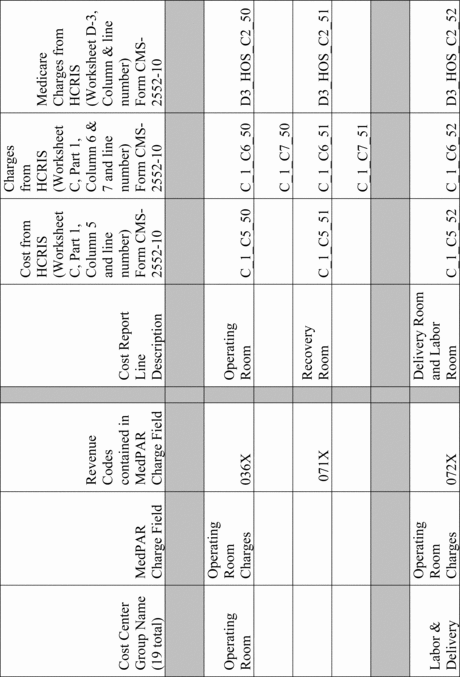 Cost Center
Group Name
(19 total)
MedPAR
Charge Field
Revenue
Codes
contained in
MedPAR
Charge Field
Cost Report
Line
Description
Cost from
HCRIS
(Worksheet
C, Part 1,
Column 5
and line
number)
Form CMS-
2552-10
Charges
from
HCRIS
(Worksheet
C, Part 1,
Column 6 &
7 and line
number)
Form CMS-
2552-10
Medicare
Charges from
HCRIS
(Worksheet D-3,
Column & line
number)
Form CMS-
2552-10
Operating
Room
Operating
Room
Charges
036X
Operating
Room
C_1_C5_50
C_1_C6_50
D3_HOS_C2_50
C_1_C7_50
071X
Recovery
Room
C_1_C5_51
C_1_C6_51
D3_HOS_C2_51
C_1_C7_51
Labor &
Delivery
Operating
Room
Charges
072X
Delivery Room
and Labor
Room
C_1_C5_52
C_1_C6_52
D3_HOS_C2_52